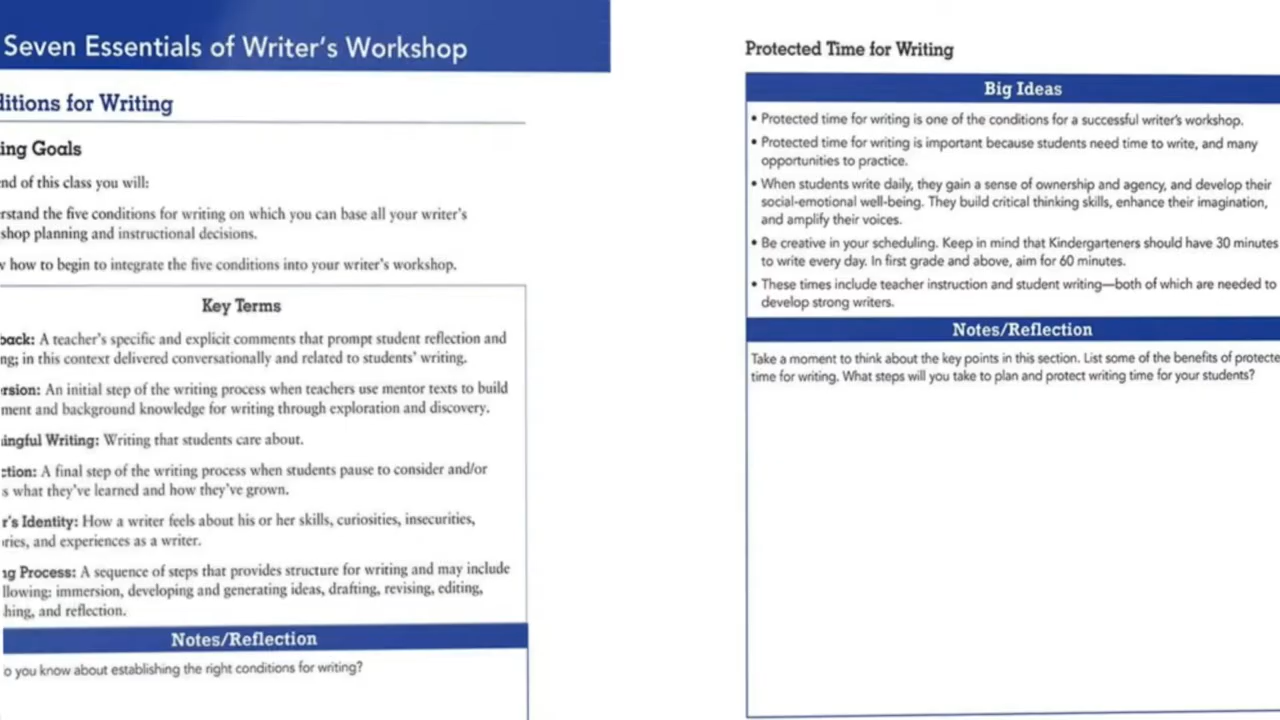 Seven Essentials of Writer's Workshop
ditions for Writing
ing Goals
nd of this class you will:
rstand the five conditions for writing on which you can base all your writer's
shop planning and instructional decisions.
v how to begin to integrate the five conditions into your writer's workshop.
Key Terms
back: A teacher's specific and explicit comments that prompt student reflection and
ng; in this context delivered conversationally and related to students' writing.
rsion: An initial step of the writing process when teachers use mentor texts to build
ment and background knowledge for writing through exploration and discovery.
ingful Writing: Writing that students care about.
ction: A final step of the writing process when students pause to consider and/or
s what they've learned and how they've grown.
r's Identity: How a writer feels about his or her skills, curiosities, insecurities,
ries, and experiences as a writer.
ng Process: A sequence of steps that provides structure for writing and may include
llowing: immersion, developing and generating ideas, drafting, revising, editing,
hing, and reflection.
Notes/Reflection
o you know about establishing the right conditions for writing?
Protected Time for Writing
Big Ideas
• Protected time for writing is one of the conditions for a successful writer's workshop.
• Protected time for writing is important because students need time to write, and many
opportunities to practice.
• When students write daily, they gain a sense of ownership and agency, and develop their
social-emotional well-being. They build critical thinking skills, enhance their imagination,
and amplify their voices.
• Be creative in your scheduling. Keep in mind that Kindergarteners should have 30 minutes
to write every day. In first grade and above, aim for 60 minutes.
• These times include teacher instruction and student writing—both of which are needed to
develop strong writers.
Notes/Reflection
Take a moment to think about the key points in this section. List some of the benefits of protecte
time for writing. What steps will you take to plan and protect writing time for your students?